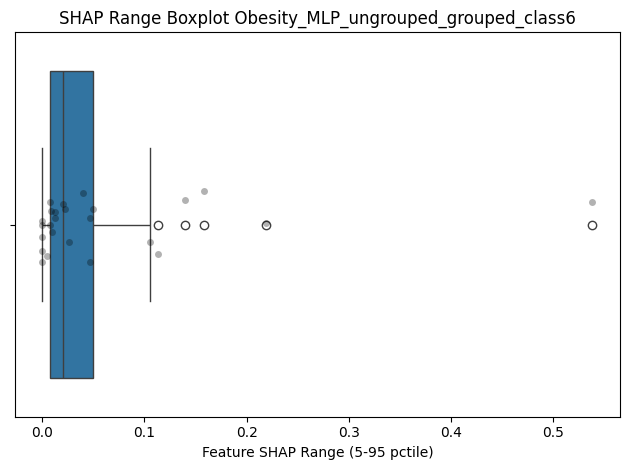 SHAP Range Boxplot Obesity_MLP_ungrouped_grouped_class6
0.0 0.1 0.2 0.3 0.4 0.5
Feature SHAP Range (5-95 pctile)